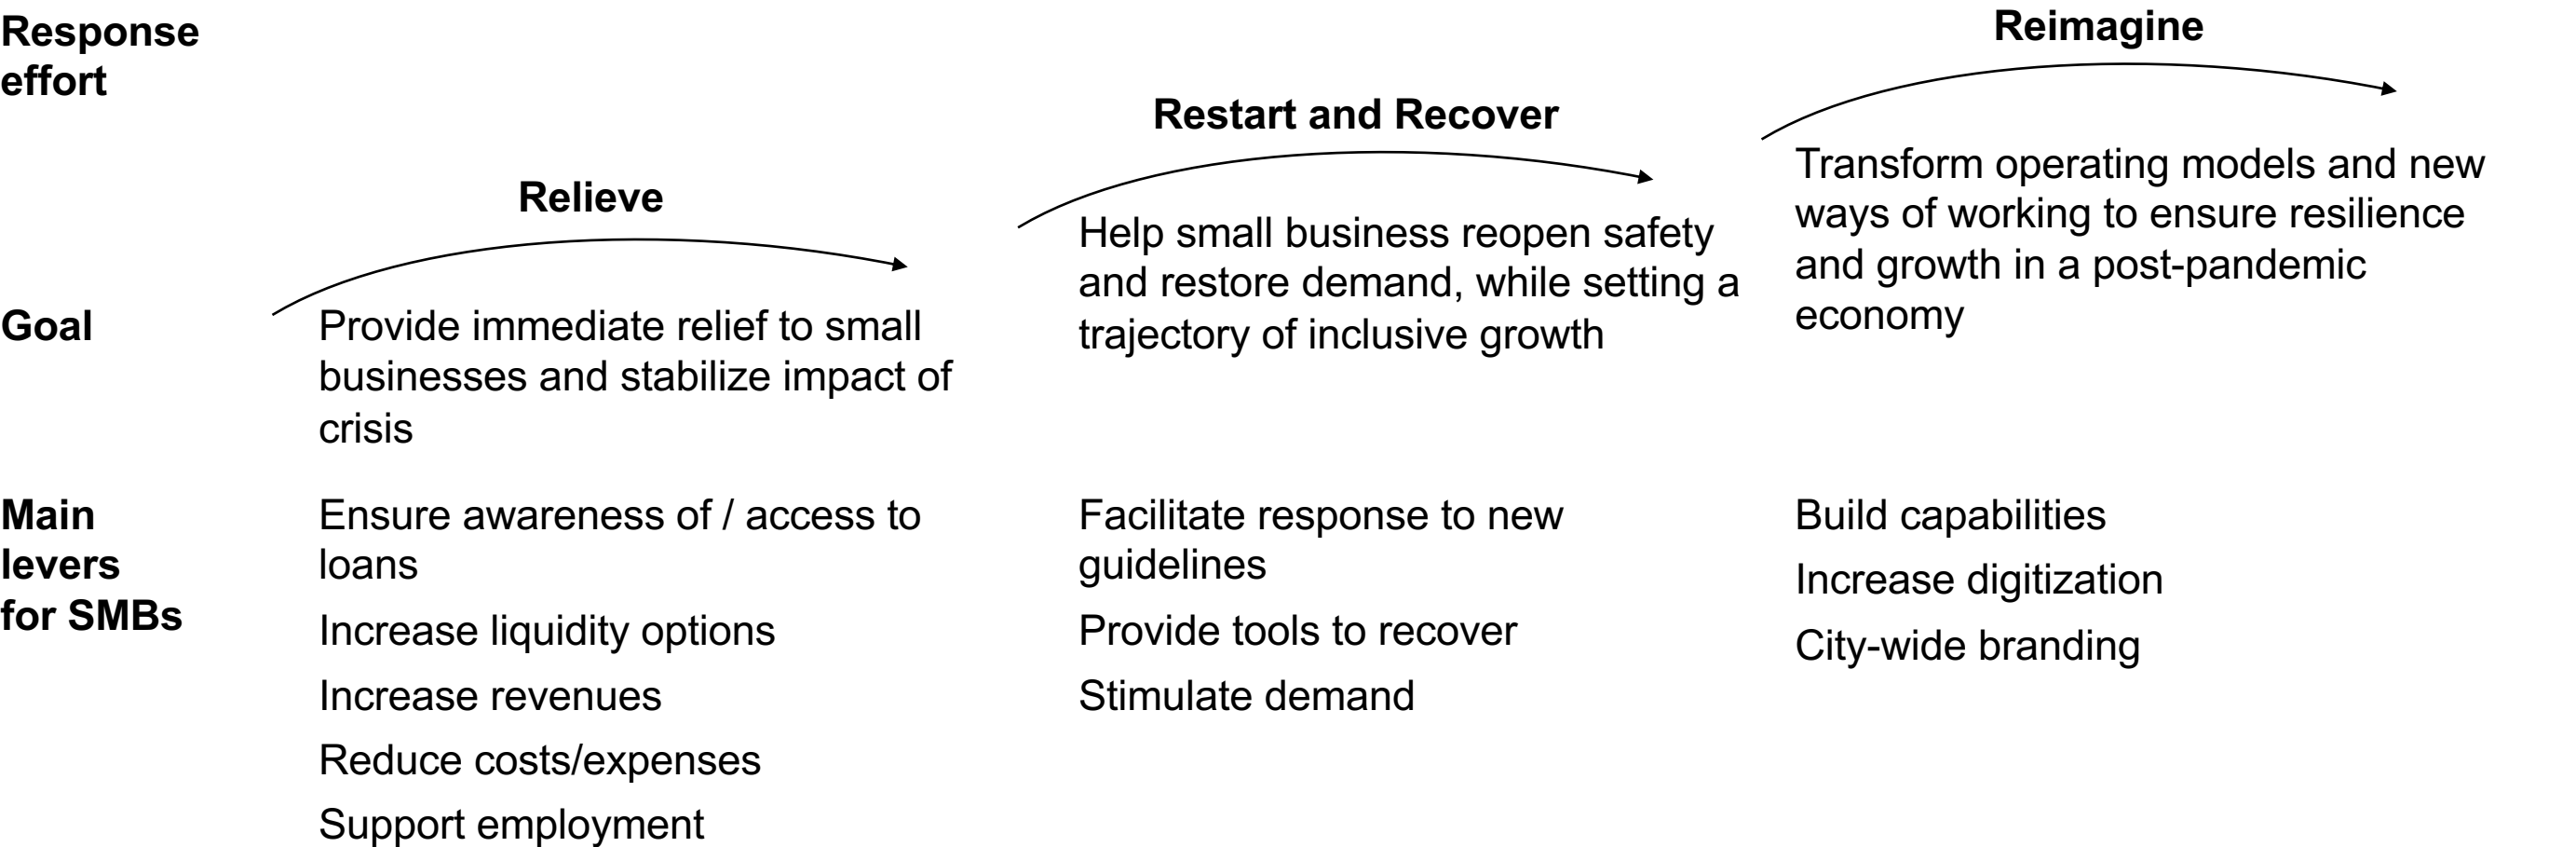 Response
effort
Relieve
Restart and Recover
Reimagine
Goal
Provide immediate relief to small
businesses and stabilize impact of
crisis
Help small business reopen safety
and restore demand, while setting a
trajectory of inclusive growth
Transform operating models and new
ways of working to ensure resilience
and growth in a post-pandemic
economy
Main
levers
for SMBs
Ensure awareness of / access to
loans
Increase liquidity options
Increase revenues
Reduce costs/expenses
Support employment
Facilitate response to new
guidelines
Provide tools to recover
Stimulate demand
Build capabilities
Increase digitization
City-wide branding